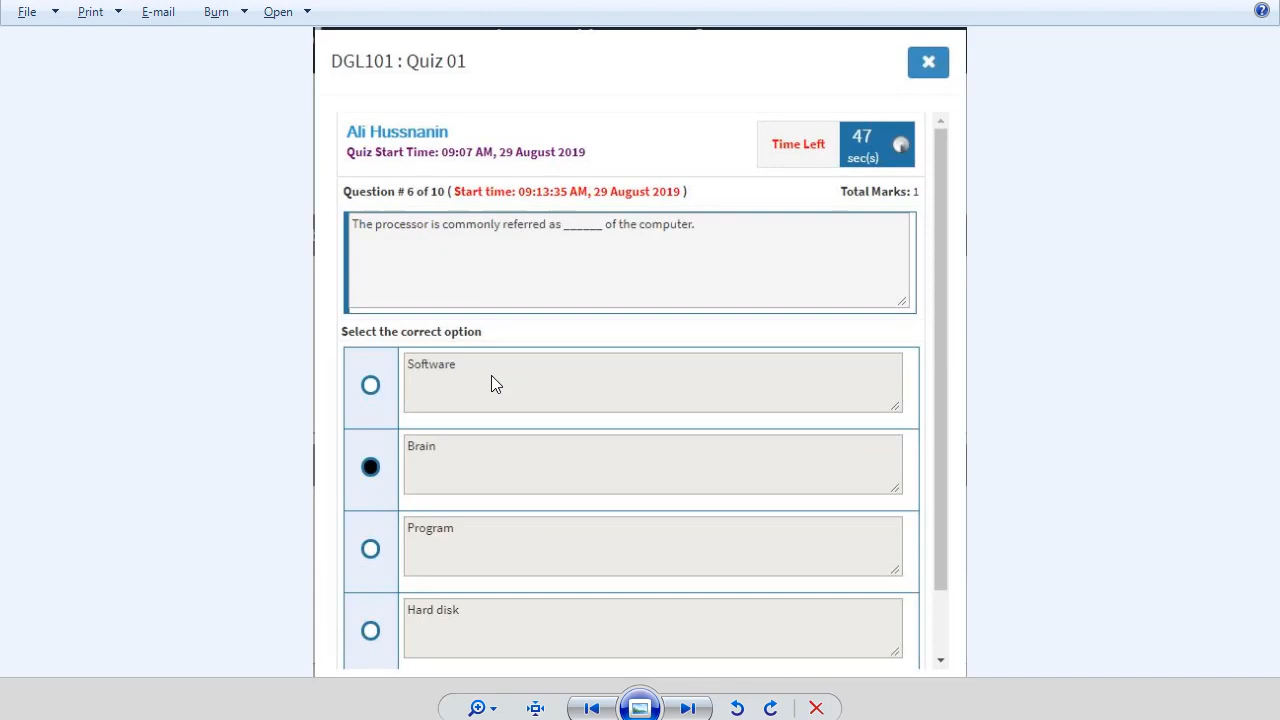 File Print E-mail Burn Open
DGL101 : Quiz 01
Ali Hussnanin
Quiz Start Time: 09:07 AM, 29 August 2019
Time Left 47 sec(s)
Question # 6 of 10 ( Start time: 09:13:35 AM, 29 August 2019 ) Total Marks: 1
The processor is commonly referred as ______ of the computer.
Select the correct option
Software
Brain
Program
Hard disk